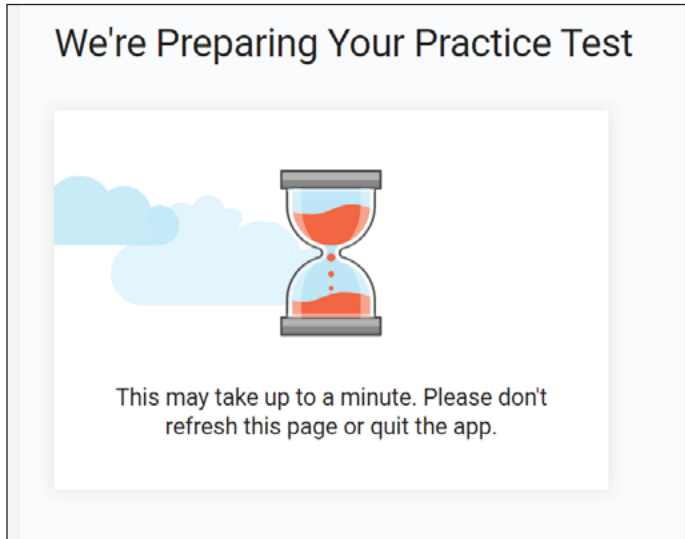 We're Preparing Your Practice Test
This may take up to a minute. Please don't
refresh this page or quit the app.